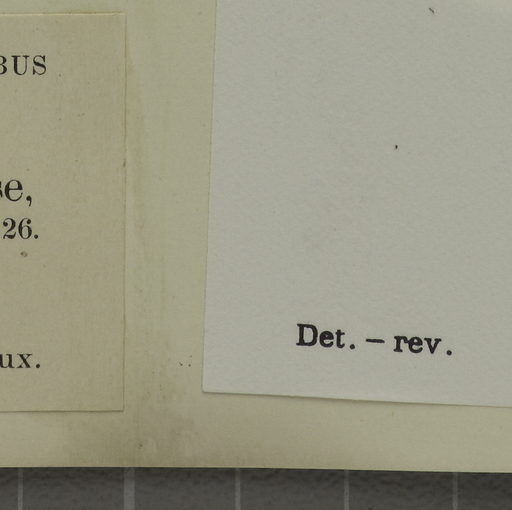 BUS
se,
26.
ux.
Det. – rev.